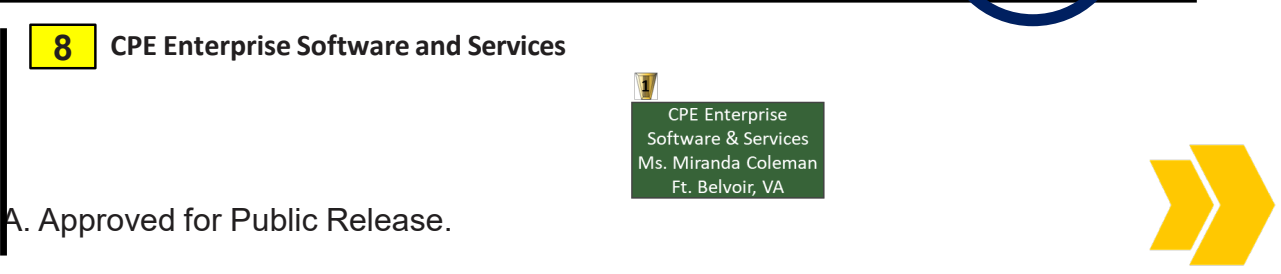 8 CPE Enterprise Software and Services
1
CPE Enterprise
Software & Services
Ms. Miranda Coleman
Ft. Belvoir, VA
A. Approved for Public Release.